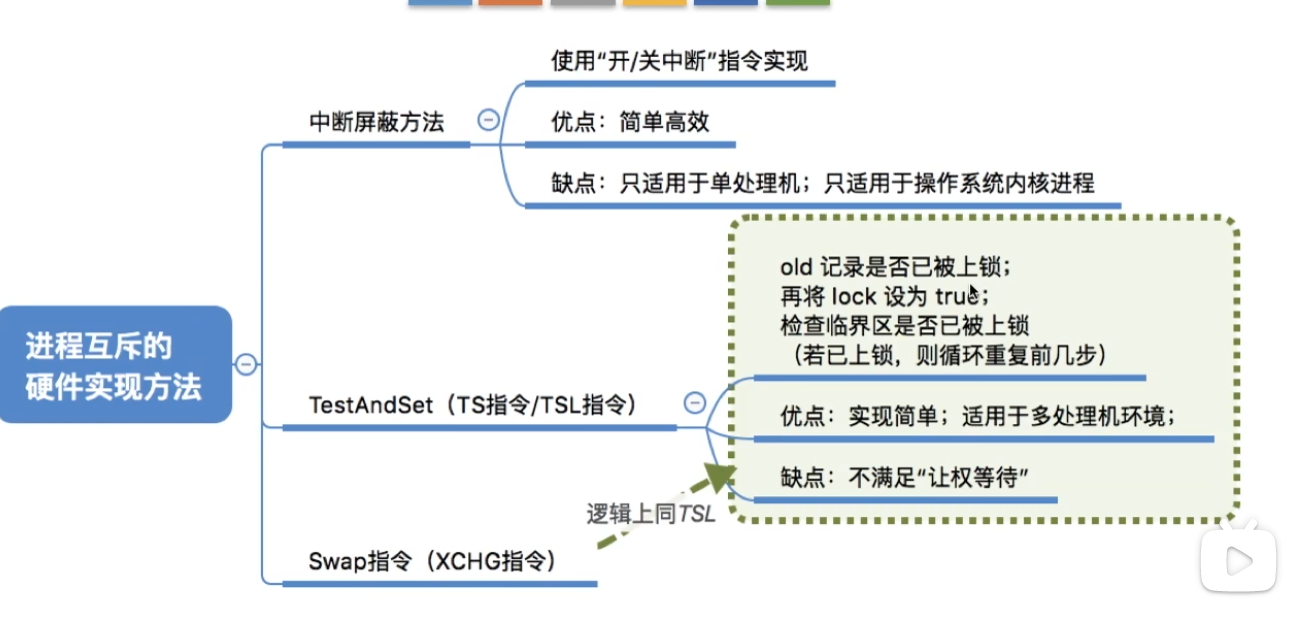 使用“开/关中断”指令实现
中断屏蔽方法
优点：简单高效
缺点：只适用于单处理机；只适用于操作系统内核进程
old 记录是否已被上锁；
再将 lock 设为 true；
检查临界区是否已被上锁
（若已上锁，则循环重复前几步）
进程互斥的
硬件实现方法
TestAndSet（TS指令/TSL指令）
优点：实现简单；适用于多处理机环境；
缺点：不满足“让权等待”
逻辑上同TSL
Swap指令（XCHG指令）